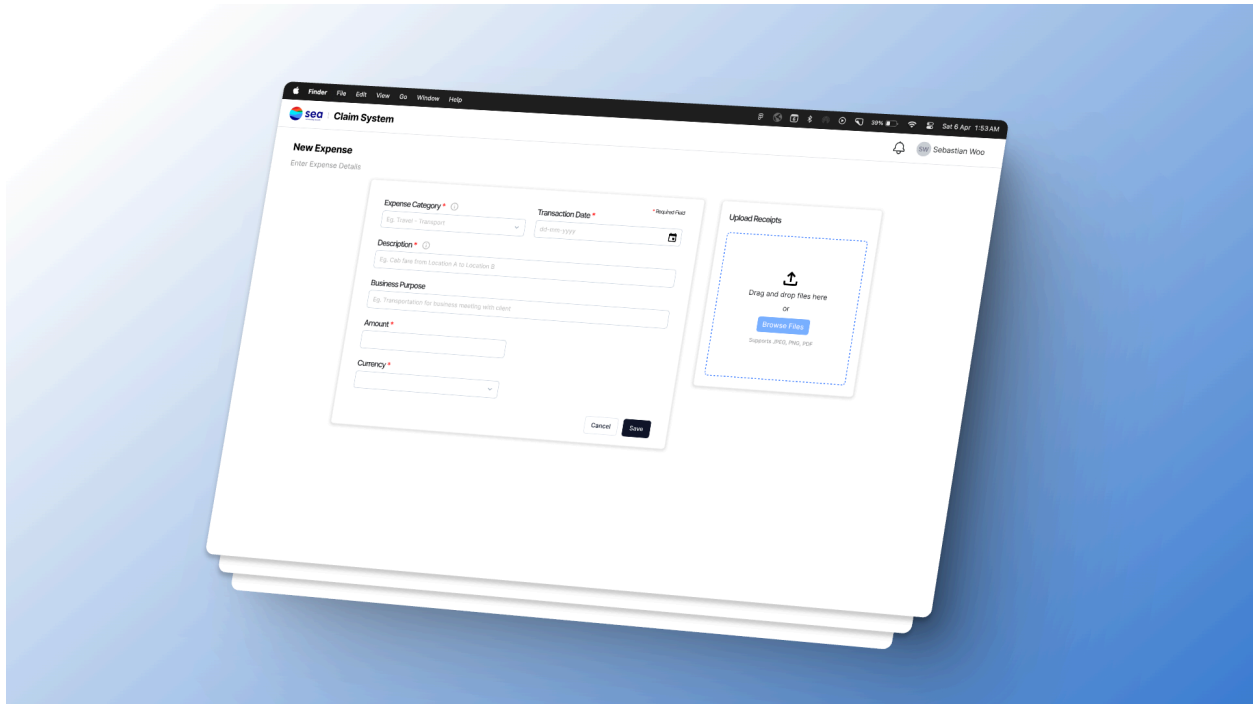 Finder File Edit View Go Window Help
39% Sat 6 Apr 1:53AM
sea Claim System
SW Sebastian Woo
New Expense
Enter Expense Details
* Required Field
Expense Category *
Eg. Travel - Transport
Transaction Date *
dd-mm-yyyy
Description *
Eg. Cab fare from Location A to Location B
Business Purpose
Eg. Transportation for business meeting with client
Amount *
Currency *
Cancel Save
Upload Receipts
Drag and drop files here
or
Browse Files
Supports JPEG, PNG, PDF